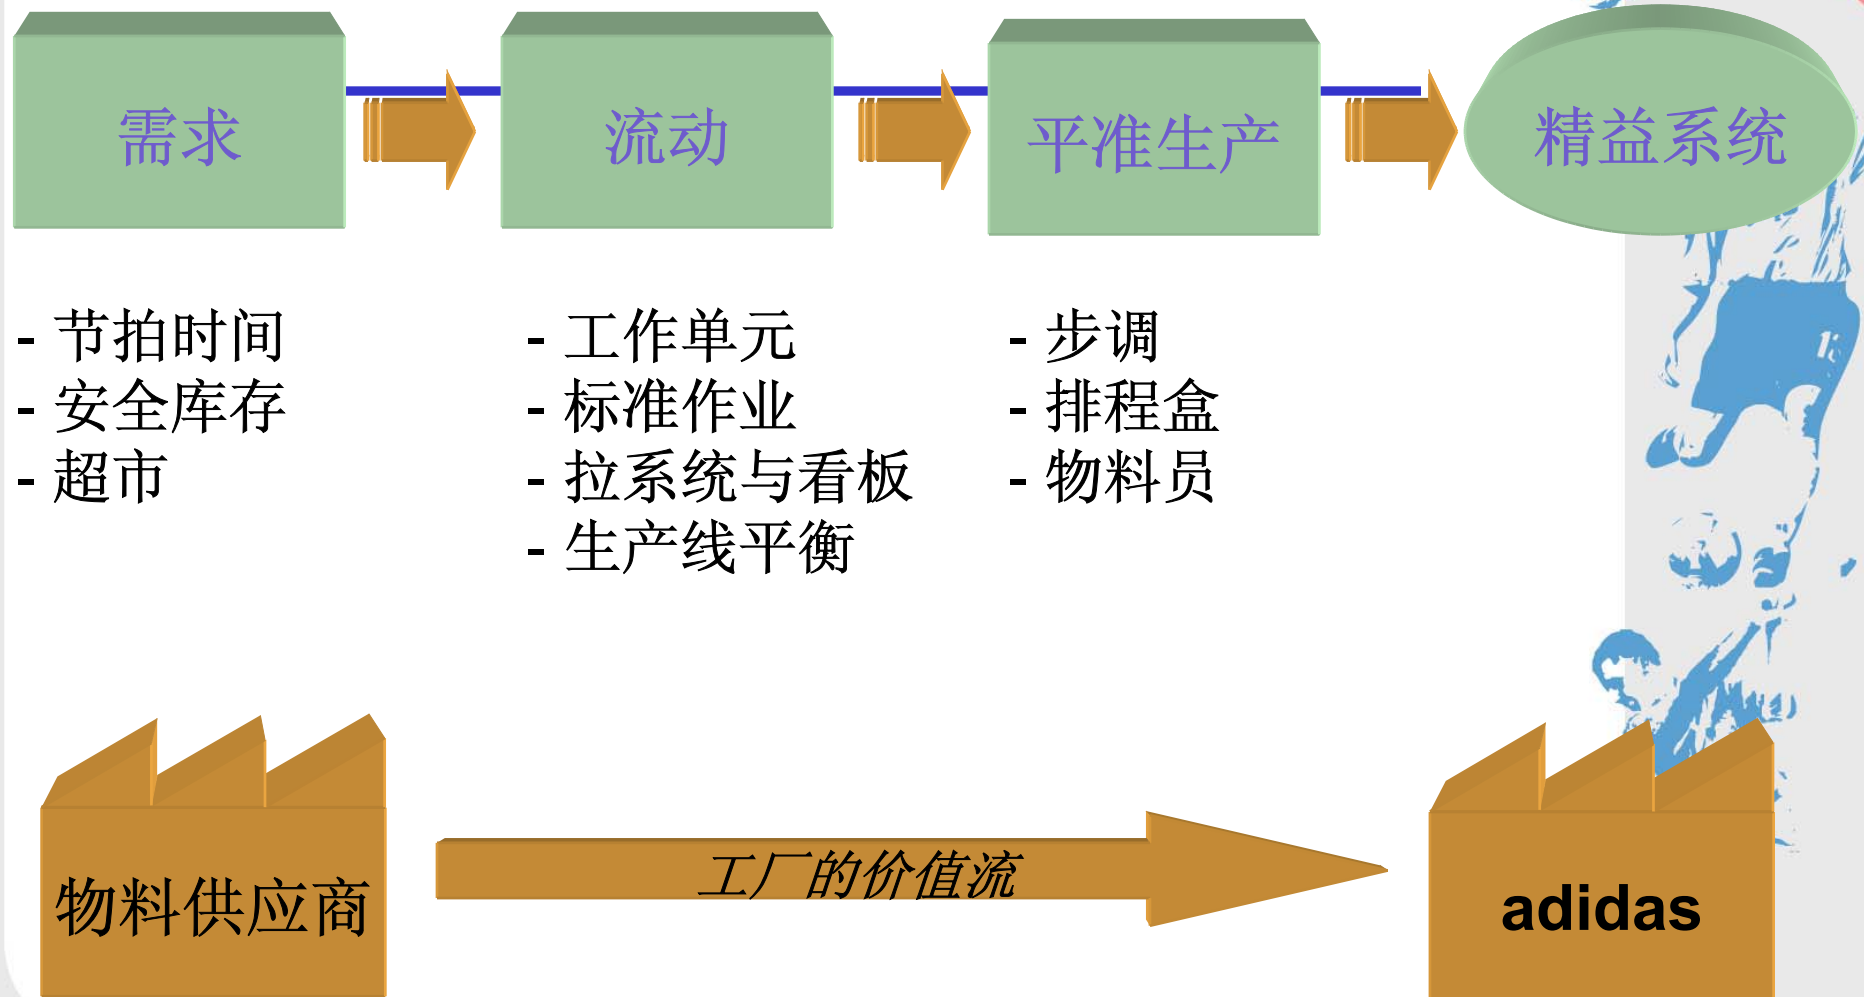 需求
流动
平准生产
精益系统
- 节拍时间
- 安全库存
- 超市
- 工作单元
- 标准作业
- 拉系统与看板
- 生产线平衡
- 步调
- 排程盒
- 物料员
物料供应商
工厂的价值流
adidas